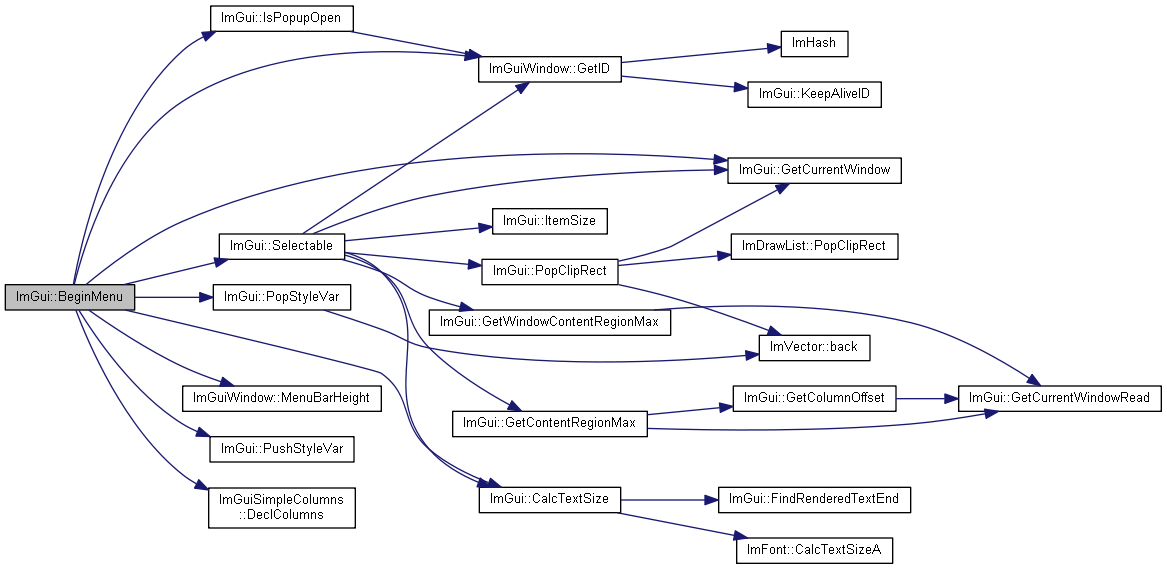 ImGui::IsPopupOpen
ImHash
ImGuiWindow::GetID
ImGui::KeepAliveID
ImGui::GetCurrentWindow
ImGui::ItemSize
ImGui::Selectable
ImDrawList::PopClipRect
ImGui::PopClipRect
ImGui::BeginMenu
ImGui::PopStyleVar
ImGui::GetWindowContentRegionMax
ImVector::back
ImGuiWindow::MenuBarHeight
ImGui::GetColumnOffset
ImGui::GetCurrentWindowRead
ImGui::GetContentRegionMax
ImGui::PushStyleVar
ImGuiSimpleColumns
::DeclColumns
ImGui::CalcTextSize
ImGui::FindRenderedTextEnd
ImFont::CalcTextSizeA